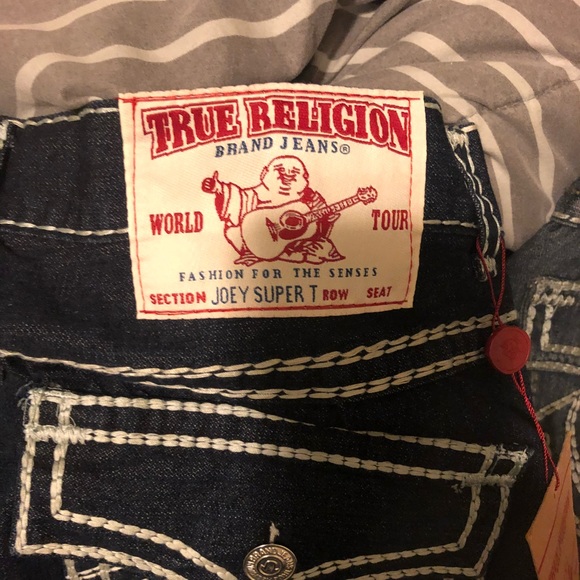 TRUE RELIGION
BRAND JEANS®
WORLD TOUR
FASHION FOR THE SENSES
SECTION JOEY SUPER T ROW SEAT